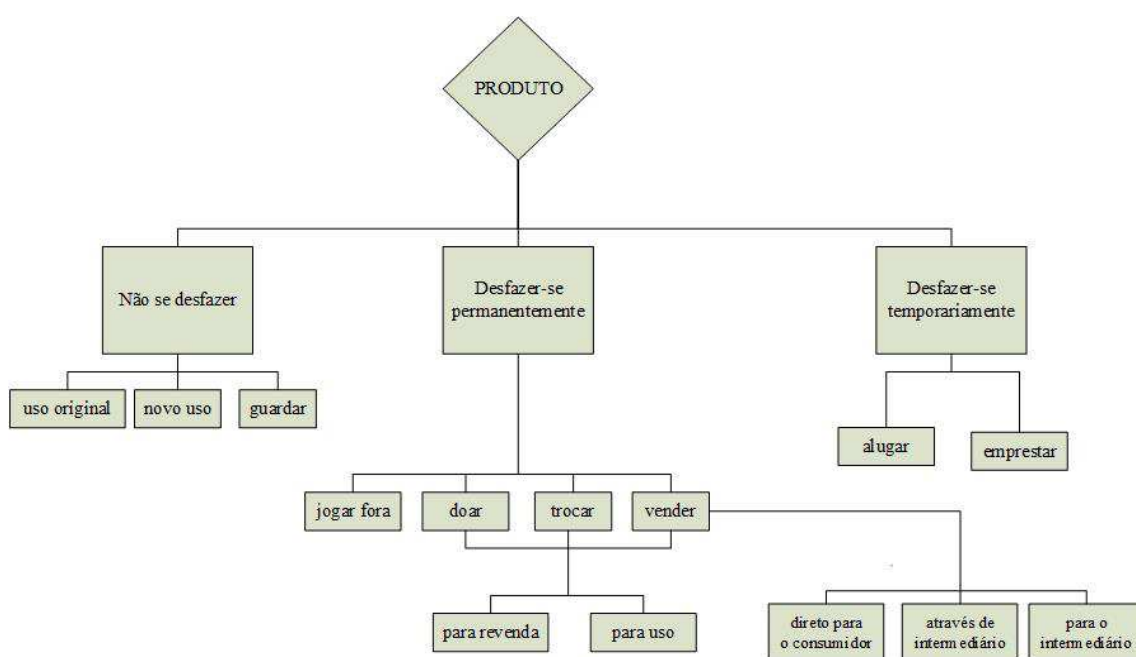 PRODUTO
Não se desfazer
Desfazer-se
permanentemente
Desfazer-se
temporariamente
uso original
novo uso
guardar
alugar
emprestar
jogar fora
doar
trocar
vender
para revenda
para uso
direto para
o consumidor
através de
intermediário
para o
intermediário